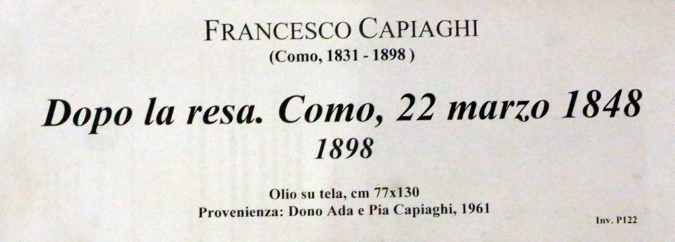 FRANCESCO CAPIAGHI
(Como, 1831 - 1898 )
Dopo la resa. Como, 22 marzo 1848
1898
Olio su tela, cm 77x130
Provenienza: Dono Ada e Pia Capiaghi, 1961
Inv. P122